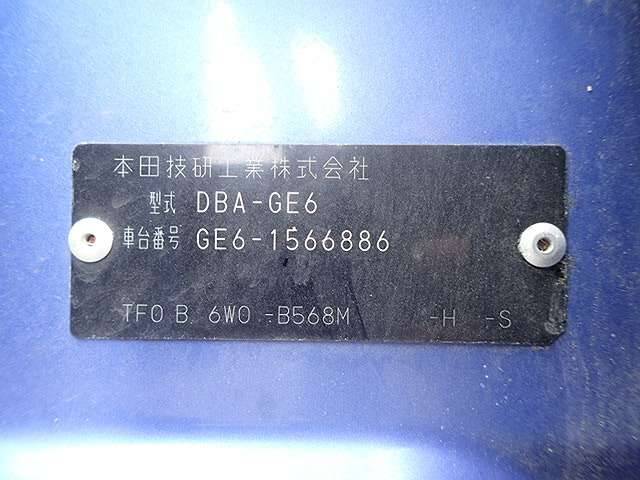 本田技研工業株式会社
型式 DBA-GE6
車台番号 GE6-1566886
TF0 B. 6W0 -B568M -H -S